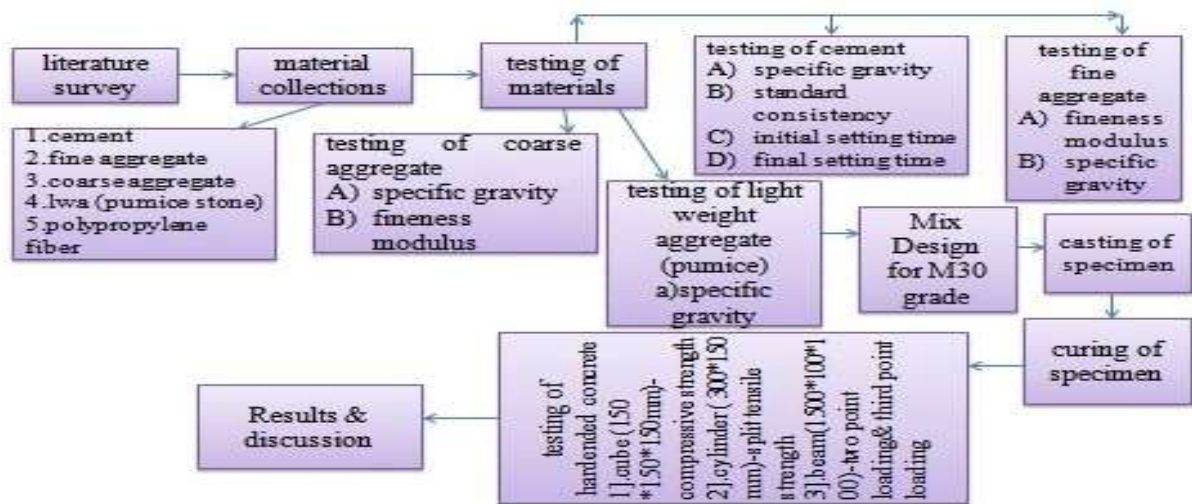 literature
survey
material
collections
testing of
materials
testing of cement
A) specific gravity
B) standard
consistency
C) initial setting time
D) final setting time
testing of
fine
aggregate
A) fineness
modulus
B) specific
gravity
1.cement
2.fine aggregate
3.coarse aggregate
4.lwa (pumice stone)
5.polypropylene
fiber
testing of coarse
aggregate
A) specific gravity
B) fineness
modulus
testing of light
weight
aggregate
(pumice)
a)specific
gravity
Mix
Design
for M30
grade
casting of
specimen
curing of
specimen
testing of
hardended concrete
1].cube (150
*150*150mm)-
compressive strength
2].cylinder (300*150
mm)-split tensile
strength
3].beam(1500*100*1
00)-two point
loading& third point
loading
Results &
discussion